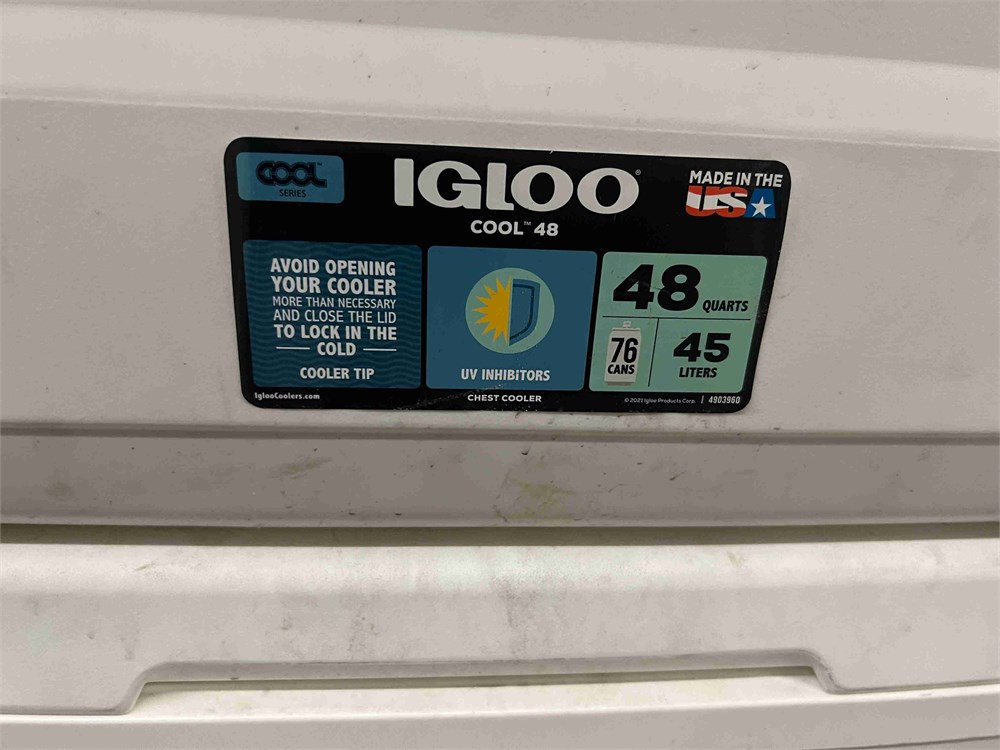 COOL™
SERIES
IGLOO®
COOL™ 48
MADE IN THE
USA
AVOID OPENING
YOUR COOLER
MORE THAN NECESSARY
AND CLOSE THE LID
TO LOCK IN THE
COLD
COOLER TIP
UV INHIBITORS
48 QUARTS
76
CANS
45
LITERS
IglooCoolers.com
CHEST COOLER
© 2021 Igloo Products Corp. | 4903960